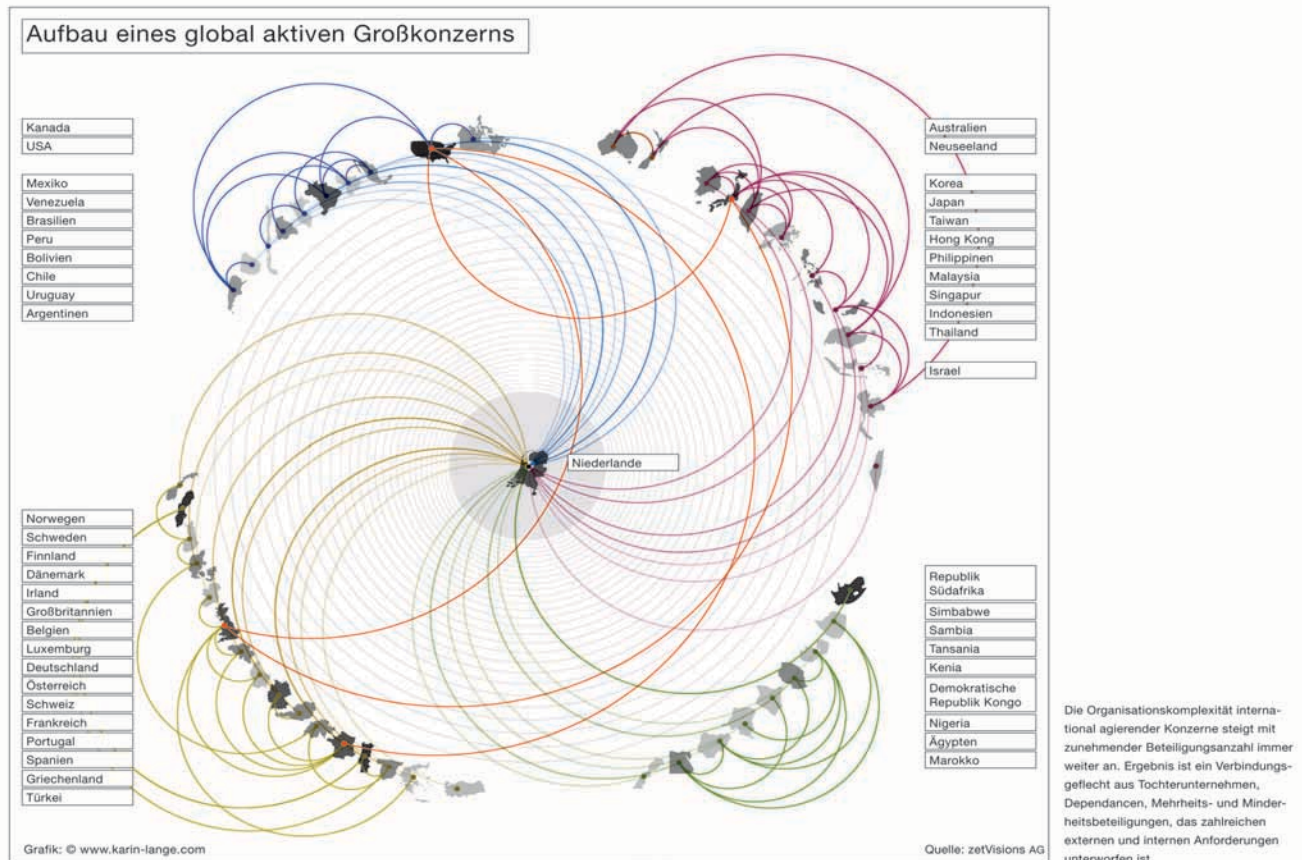 Aufbau eines global aktiven Großkonzerns
Kanada
USA
Mexiko
Venezuela
Brasilien
Peru
Bolivien
Chile
Uruguay
Argentinen
Norwegen
Schweden
Finnland
Dänemark
Irland
Großbritannien
Belgien
Luxemburg
Deutschland
Österreich
Schweiz
Frankreich
Portugal
Spanien
Griechenland
Türkei
Niederlande
Australien
Neuseeland
Korea
Japan
Taiwan
Hong Kong
Philippinen
Malaysia
Singapur
Indonesien
Thailand
Israel
Republik
Südafrika
Simbabwe
Sambia
Tansania
Kenia
Demokratische
Republik Kongo
Nigeria
Ägypten
Marokko
Grafik: © www.karin-lange.com
Quelle: zetVisions AG
Die Organisationskomplexität interna-
tional agierender Konzerne steigt mit
zunehmender Beteiligungsanzahl immer
weiter an. Ergebnis ist ein Verbindungs-
geflecht aus Tochterunternehmen,
Dependancen, Mehrheits- und Minder-
heitsbeteiligungen, das zahlreichen
externen und internen Anforderungen
unterworfen ist.